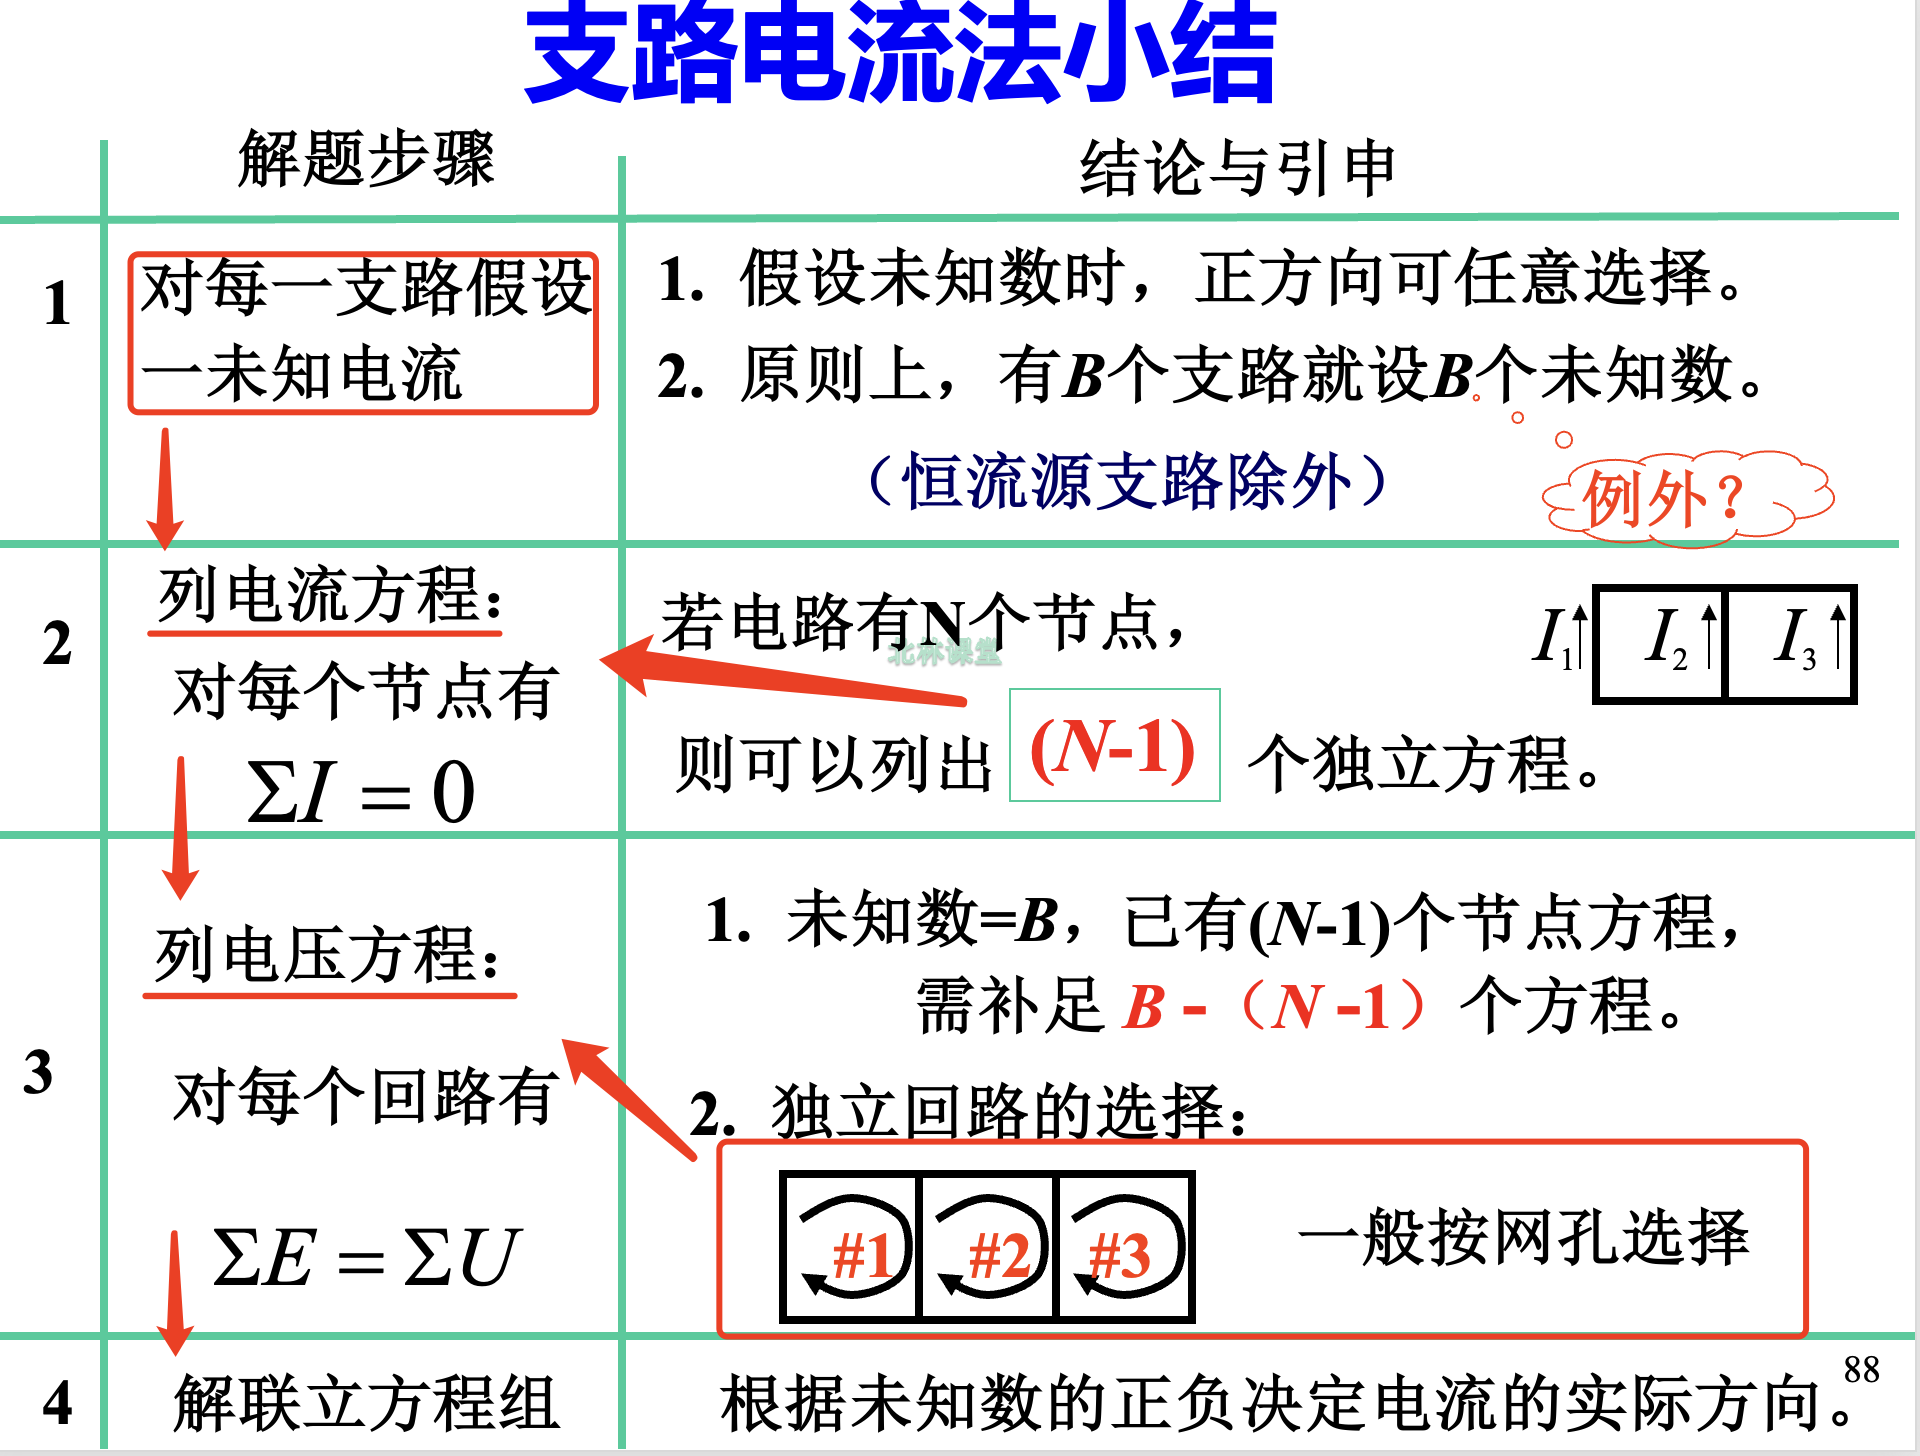 支路电流法小结
解题步骤
结论与引申
1
对每一支路假设
一未知电流
1. 假设未知数时，正方向可任意选择。
2. 原则上，有B个支路就设B个未知数。
（恒流源支路除外）
例外？
2
列电流方程：
对每个节点有
ΣI = 0
若电路有N个节点，
北林课堂
则可以列出 (N-1) 个独立方程。
I1 I2 I3
3
列电压方程：
对每个回路有
ΣE = ΣU
1. 未知数=B，已有(N-1)个节点方程，
需补足 B -（N -1）个方程。
2. 独立回路的选择：
#1 #2 #3
一般按网孔选择
4
解联立方程组
根据未知数的正负决定电流的实际方向。
88